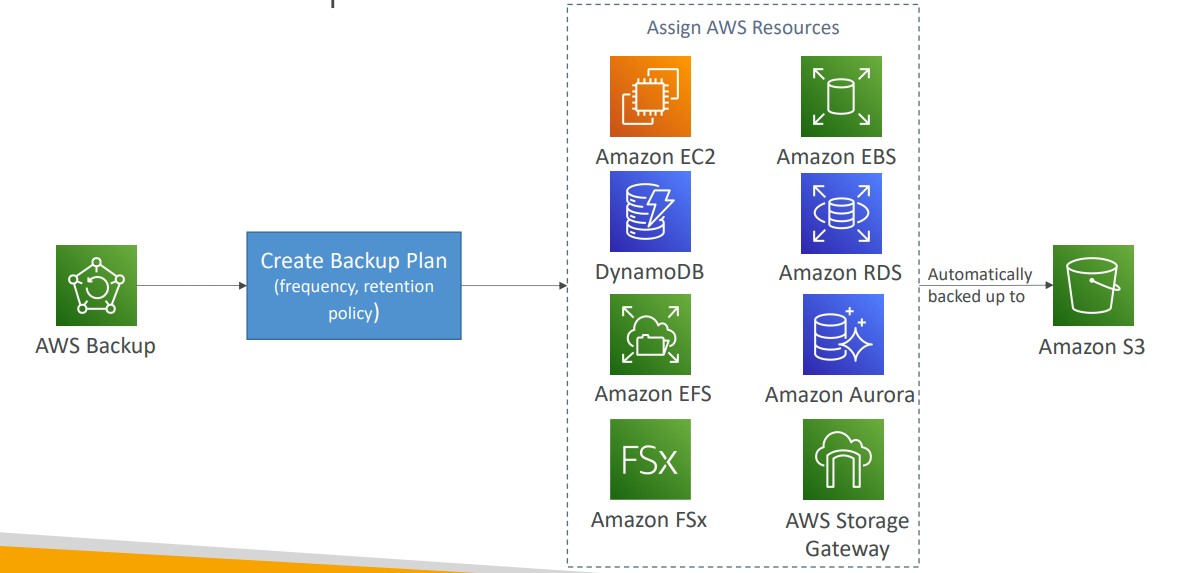 Assign AWS Resources
Amazon EC2
Amazon EBS
DynamoDB
Amazon RDS
Amazon EFS
Amazon Aurora
FSx
Amazon FSx
AWS Storage
Gateway
AWS Backup
Create Backup Plan
(frequency, retention
policy)
Automatically
backed up to
Amazon S3